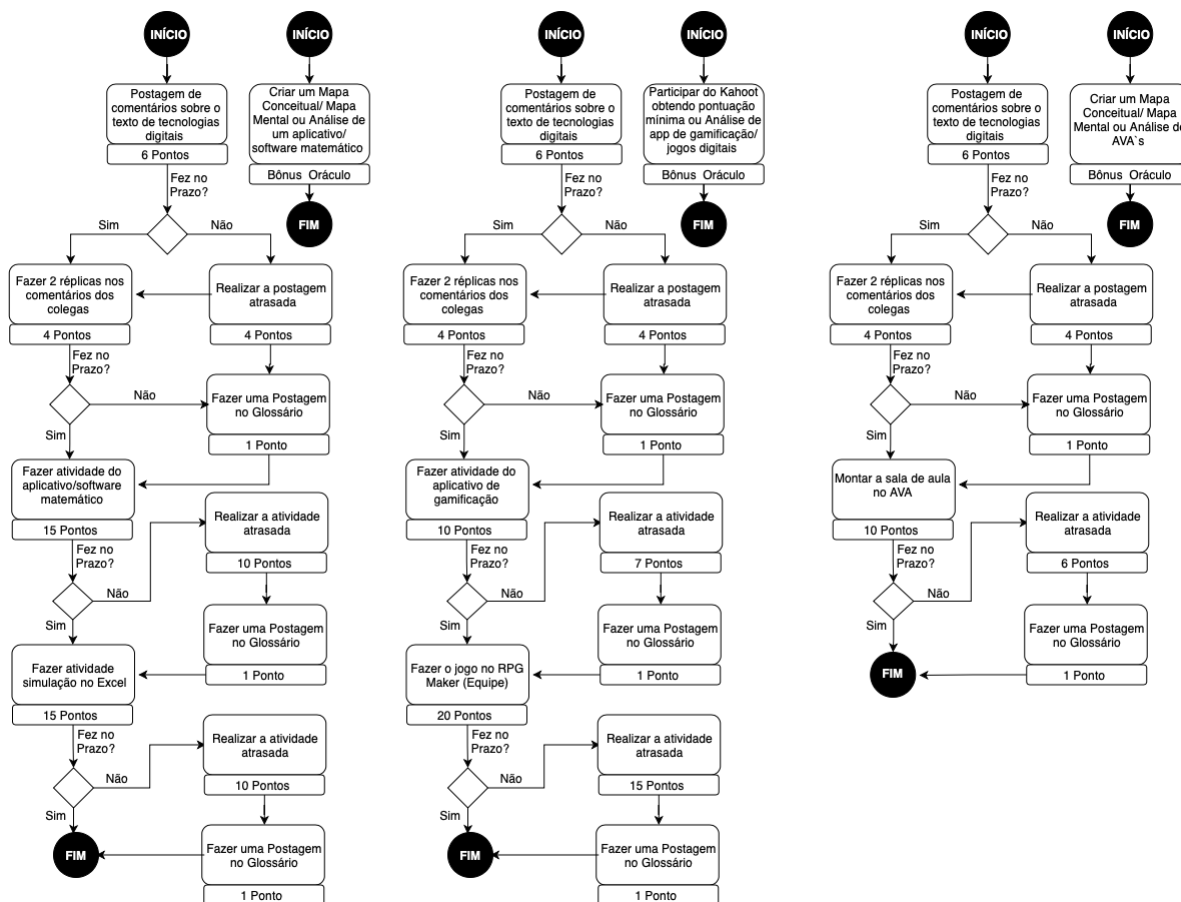 INÍCIO
INÍCIO
Postagem de
comentários sobre o
texto de tecnologias
digitais
6 Pontos
Criar um Mapa
Conceitual/ Mapa
Mental ou Análise de
um aplicativo/
software matemático
Bônus Oráculo
FIM
Fez no
Prazo?
Sim
Não
Fazer 2 réplicas nos
comentários dos
colegas
4 Pontos
Realizar a postagem
atrasada
4 Pontos
Fez no
Prazo?
Não
Sim
Fazer uma Postagem
no Glossário
1 Ponto
Fazer atividade do
aplicativo/software
matemático
15 Pontos
Fez no
Prazo?
Não
Sim
Realizar a atividade
atrasada
10 Pontos
Fazer uma Postagem
no Glossário
1 Ponto
Fazer atividade
simulação no Excel
15 Pontos
Fez no
Prazo?
Não
Sim
Realizar a atividade
atrasada
10 Pontos
Fazer uma Postagem
no Glossário
1 Ponto
FIM
INÍCIO
INÍCIO
Postagem de
comentários sobre o
texto de tecnologias
digitais
6 Pontos
Participar do Kahoot
obtendo pontuação
mínima ou Análise de
app de gamificação/
jogos digitais
Bônus Oráculo
FIM
Fez no
Prazo?
Sim
Não
Fazer 2 réplicas nos
comentários dos
colegas
4 Pontos
Realizar a postagem
atrasada
4 Pontos
Fez no
Prazo?
Não
Sim
Fazer uma Postagem
no Glossário
1 Ponto
Fazer atividade do
aplicativo de
gamificação
10 Pontos
Fez no
Prazo?
Não
Sim
Realizar a atividade
atrasada
7 Pontos
Fazer uma Postagem
no Glossário
1 Ponto
Fazer o jogo no RPG
Maker (Equipe)
20 Pontos
Fez no
Prazo?
Não
Sim
Realizar a atividade
atrasada
15 Pontos
Fazer uma Postagem
no Glossário
1 Ponto
FIM
INÍCIO
INÍCIO
Postagem de
comentários sobre o
texto de tecnologias
digitais
6 Pontos
Criar um Mapa
Conceitual/ Mapa
Mental ou Análise de
AVA`s
Bônus Oráculo
FIM
Fez no
Prazo?
Sim
Não
Fazer 2 réplicas nos
comentários dos
colegas
4 Pontos
Realizar a postagem
atrasada
4 Pontos
Fez no
Prazo?
Não
Sim
Fazer uma Postagem
no Glossário
1 Ponto
Montar a sala de aula
no AVA
10 Pontos
Fez no
Prazo?
Não
Sim
Realizar a atividade
atrasada
6 Pontos
Fazer uma Postagem
no Glossário
1 Ponto
FIM